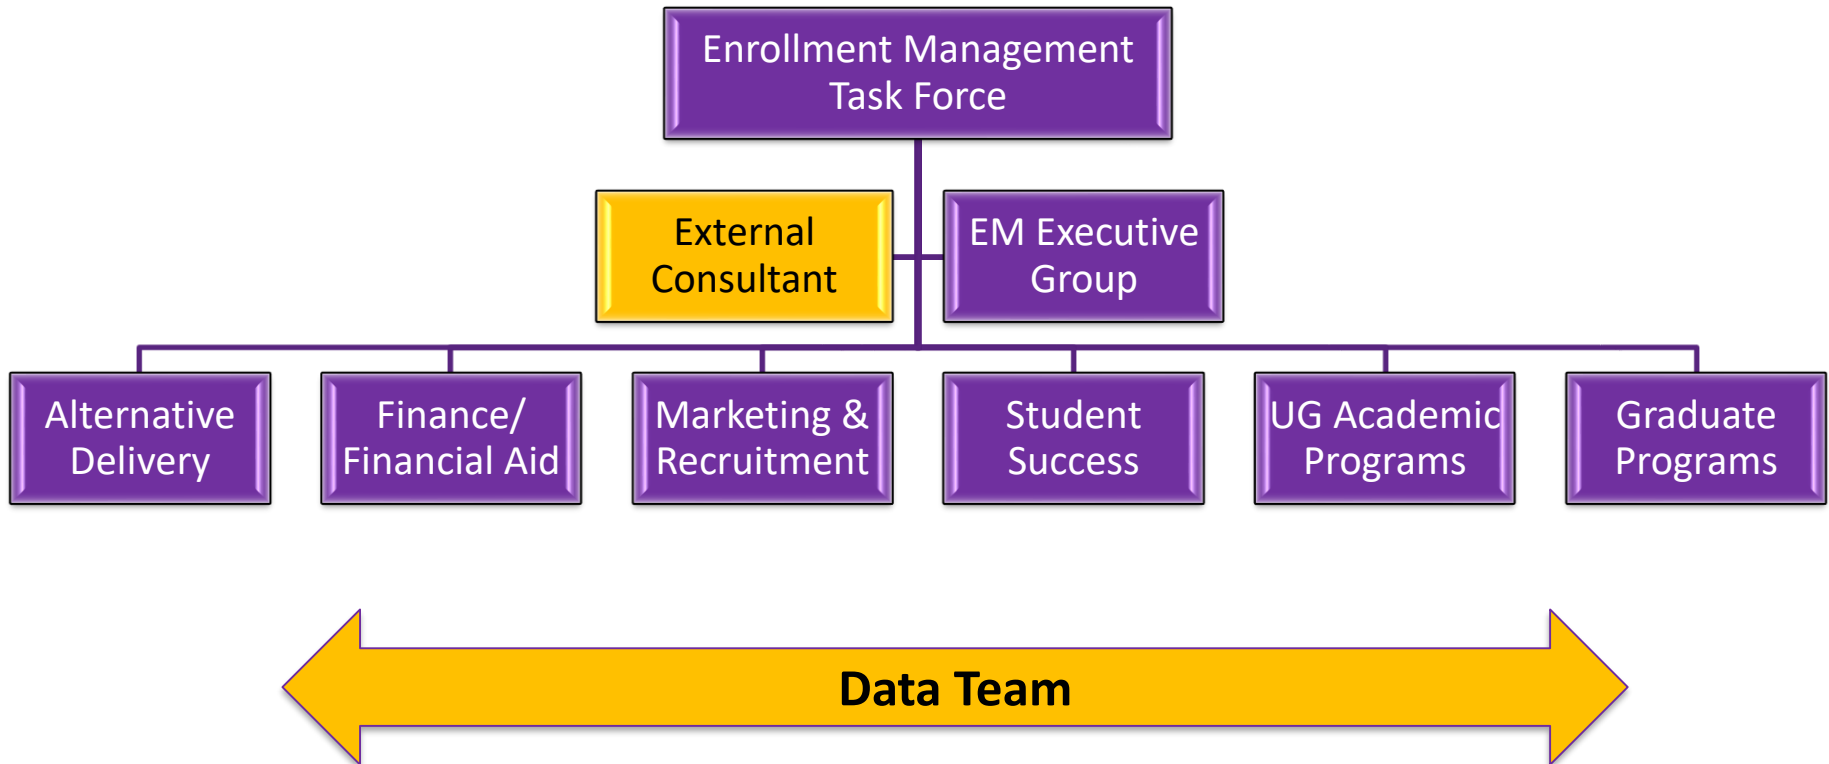 Enrollment Management
Task Force
External
Consultant
EM Executive
Group
Alternative
Delivery
Finance/
Financial Aid
Marketing &
Recruitment
Student
Success
UG Academic
Programs
Graduate
Programs
Data Team